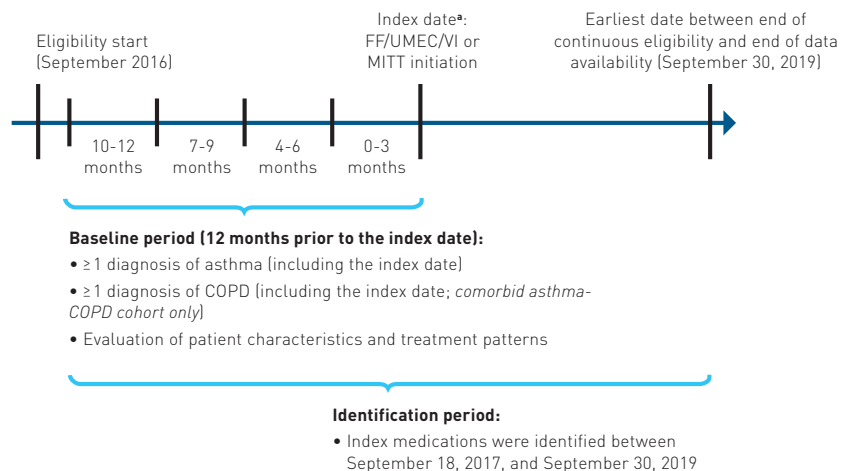 Eligibility start
(September 2016)
Index dateª:
FF/UMEC/VI or
MITT initiation
Earliest date between end of
continuous eligibility and end of data
availability (September 30, 2019)
10-12
months
7-9
months
4-6
months
0-3
months
Baseline period (12 months prior to the index date):
• ≥1 diagnosis of asthma (including the index date)
• ≥1 diagnosis of COPD (including the index date; comorbid asthma-
COPD cohort only)
• Evaluation of patient characteristics and treatment patterns
Identification period:
• Index medications were identified between
September 18, 2017, and September 30, 2019